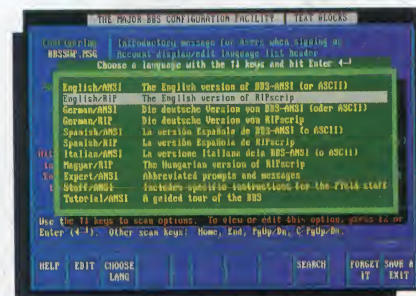 THE MAJOR BBS CONFIGURATION FACILITY TEXT BLOCKS
Configuring Introductory message for users when signing up
BBSSUP.MSG Account display/edit language list header
Choose a language with the ↑↓ keys and hit Enter ↵
English/ANSI The English version of BBS-ANSI (or ASCII)
English/RIP The English version of RIPscrip
German/ANSI Die deutsche Version von BBS-ANSI (oder ASCII)
German/RIP Die deutsche Version von RIPscrip
Spanish/ANSI La versión Española de BBS-ANSI (o ASCII)
Spanish/RIP La versión Española de RIPscrip
Italian/ANSI La versione Italiana dela BBS-ANSI (o ASCII)
Magyar/RIP The Hungarian version of RIPscrip
Expert/ANSI Abbreviated prompts and messages
Staff/ANSI Includes specific instructions for the field staff
Tutorial/ANSI A guided tour of the BBS
Use the ↑↓ keys to scan options. To view or edit this option, press F2 or
Enter (↵). Other scan keys: Home, End, PgUp/Dn, C-PgUp/Dn.
HELP EDIT CHOOSE LANG SEARCH FORGET IT SAVE & EXIT